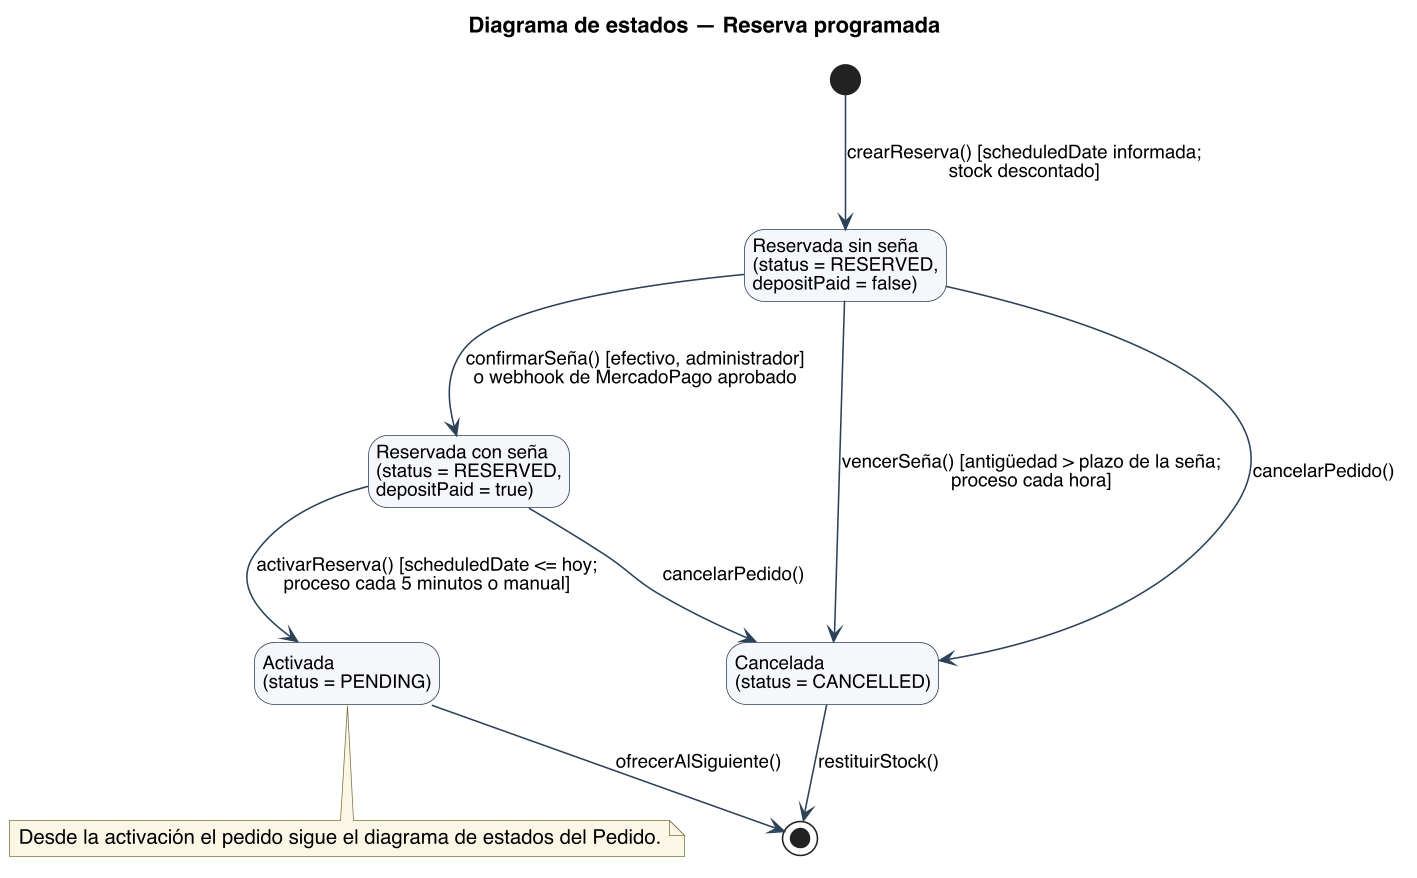 Diagrama de estados — Reserva programada
crearReserva() [scheduledDate informada;
stock descontado]
Reservada sin seña
(status = RESERVED,
depositPaid = false)
confirmarSeña() [efectivo, administrador]
o webhook de MercadoPago aprobado
Reservada con seña
(status = RESERVED,
depositPaid = true)
vencerSeña() [antigüedad > plazo de la seña;
proceso cada hora]
cancelarPedido()
activarReserva() [scheduledDate <= hoy;
proceso cada 5 minutos o manual]
cancelarPedido()
Activada
(status = PENDING)
Cancelada
(status = CANCELLED)
ofrecerAlSiguiente()
restituirStock()
Desde la activación el pedido sigue el diagrama de estados del Pedido.